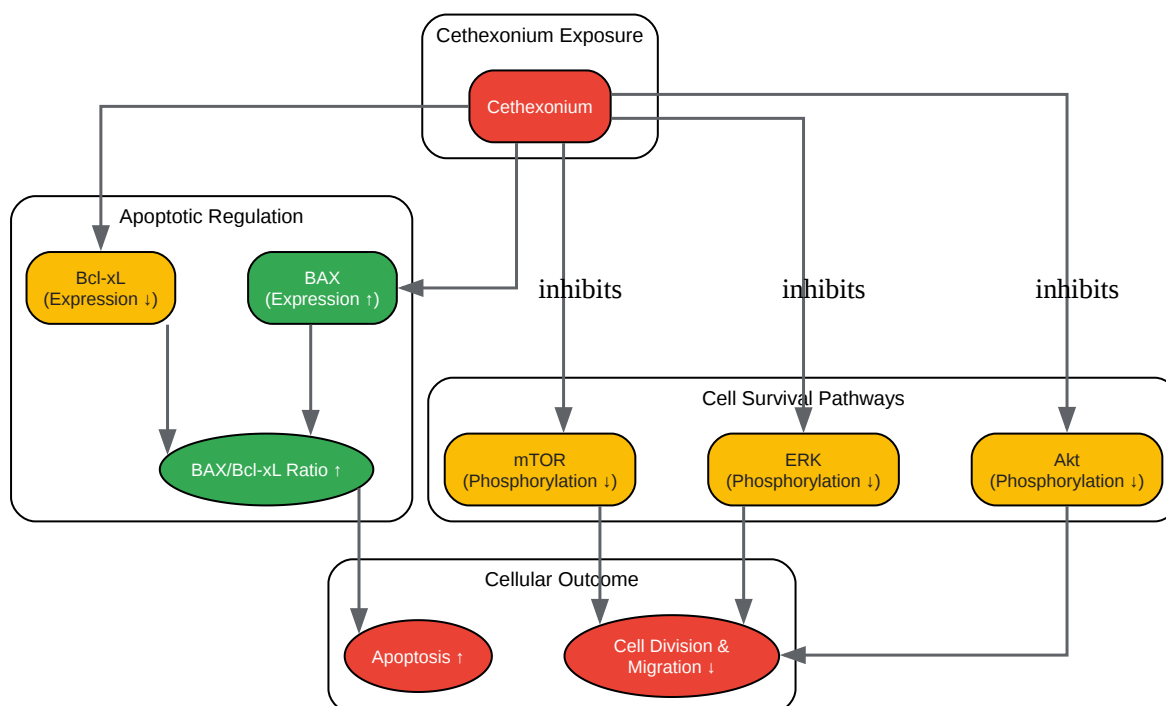 Cethexonium Exposure
Cethexonium
Apoptotic Regulation
Bcl-xL
(Expression ↓)
BAX
(Expression ↑)
inhibits
inhibits
inhibits
Cell Survival Pathways
BAX/Bcl-xL Ratio ↑
mTOR
(Phosphorylation ↓)
ERK
(Phosphorylation ↓)
Akt
(Phosphorylation ↓)
Cellular Outcome
Apoptosis ↑
Cell Division &
Migration ↓